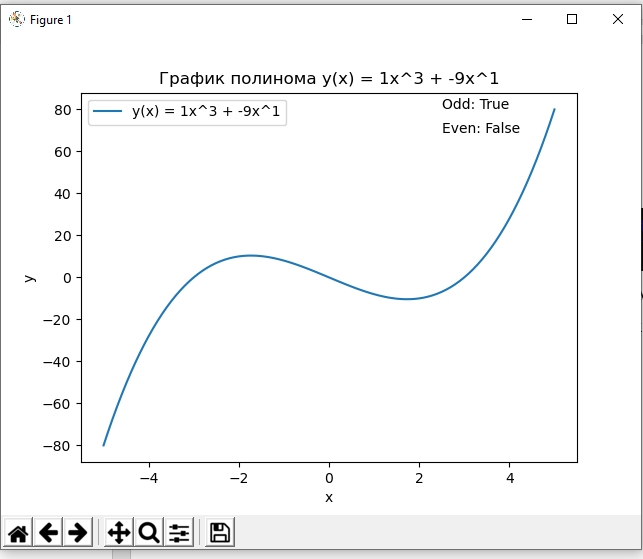 Figure 1
График полинома y(x) = 1x^3 + -9x^1
y(x) = 1x^3 + -9x^1
Odd: True
Even: False
80
60
40
20
0
−20
−40
−60
−80
y
−4
−2
0
2
4
x